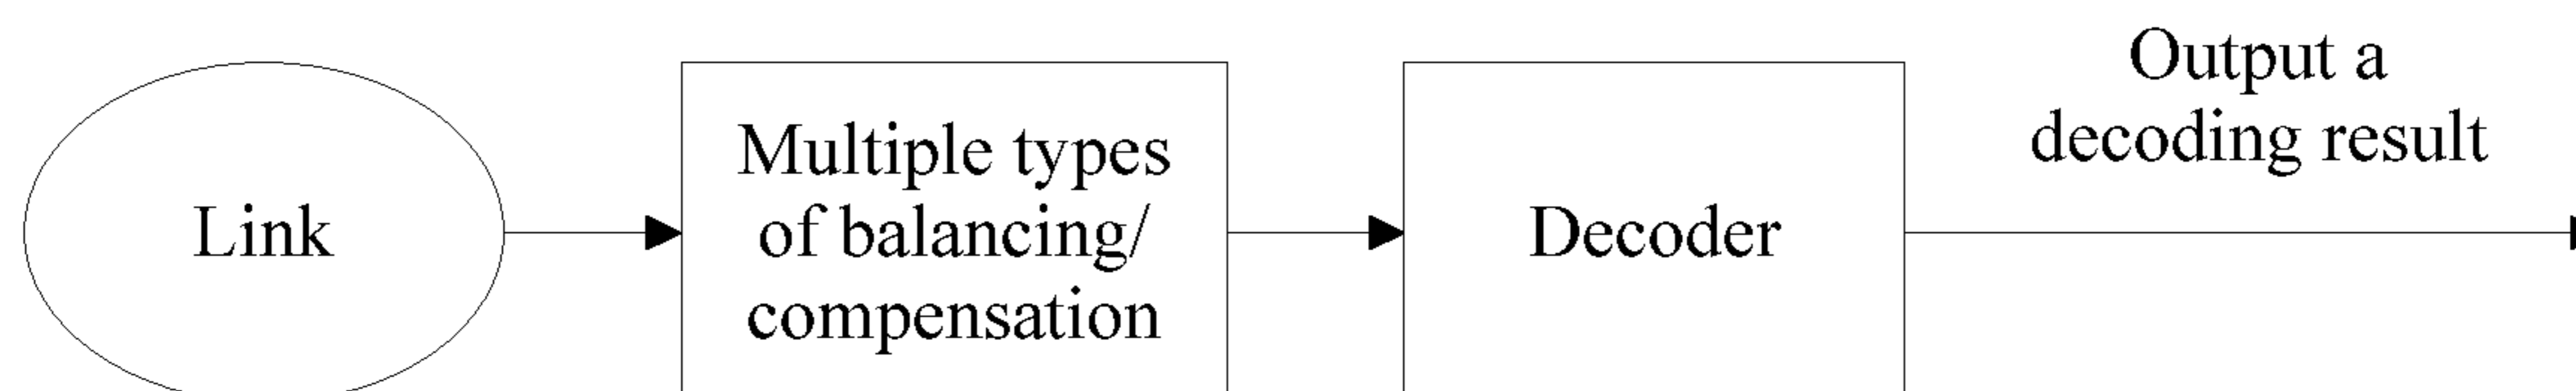 Link
Multiple types
of balancing/
compensation
Decoder
Output a
decoding result